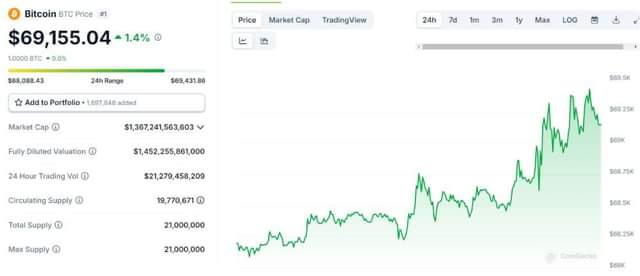 Bitcoin BTC Price #1
$69,155.04 1.4%
1.0000 BTC 0.0%
$68,088.43 24h Range $69,431.86
Add to Portfolio • 1,697,648 added
Market Cap $1,367,241,563,603
Fully Diluted Valuation $1,452,255,861,000
24 Hour Trading Vol $21,279,458,209
Circulating Supply 19,770,671
Total Supply 21,000,000
Max Supply 21,000,000
Price Market Cap TradingView
24h 7d 1m 3m 1y Max LOG
$69.5K
$69.25K
$69K
$68.75K
$68.5K
$68.25K
$68K
CoinGecko